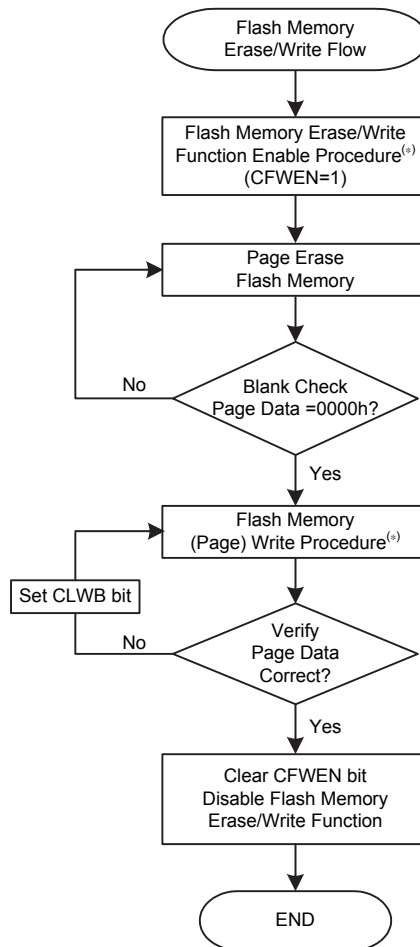 Flash Memory
Erase/Write Flow
Flash Memory Erase/Write
Function Enable Procedure(*)
(CFWEN=1)
Page Erase
Flash Memory
No
Blank Check
Page Data =0000h?
Yes
Flash Memory
(Page) Write Procedure(*)
Set CLWB bit
No
Verify
Page Data
Correct?
Yes
Clear CFWEN bit
Disable Flash Memory
Erase/Write Function
END